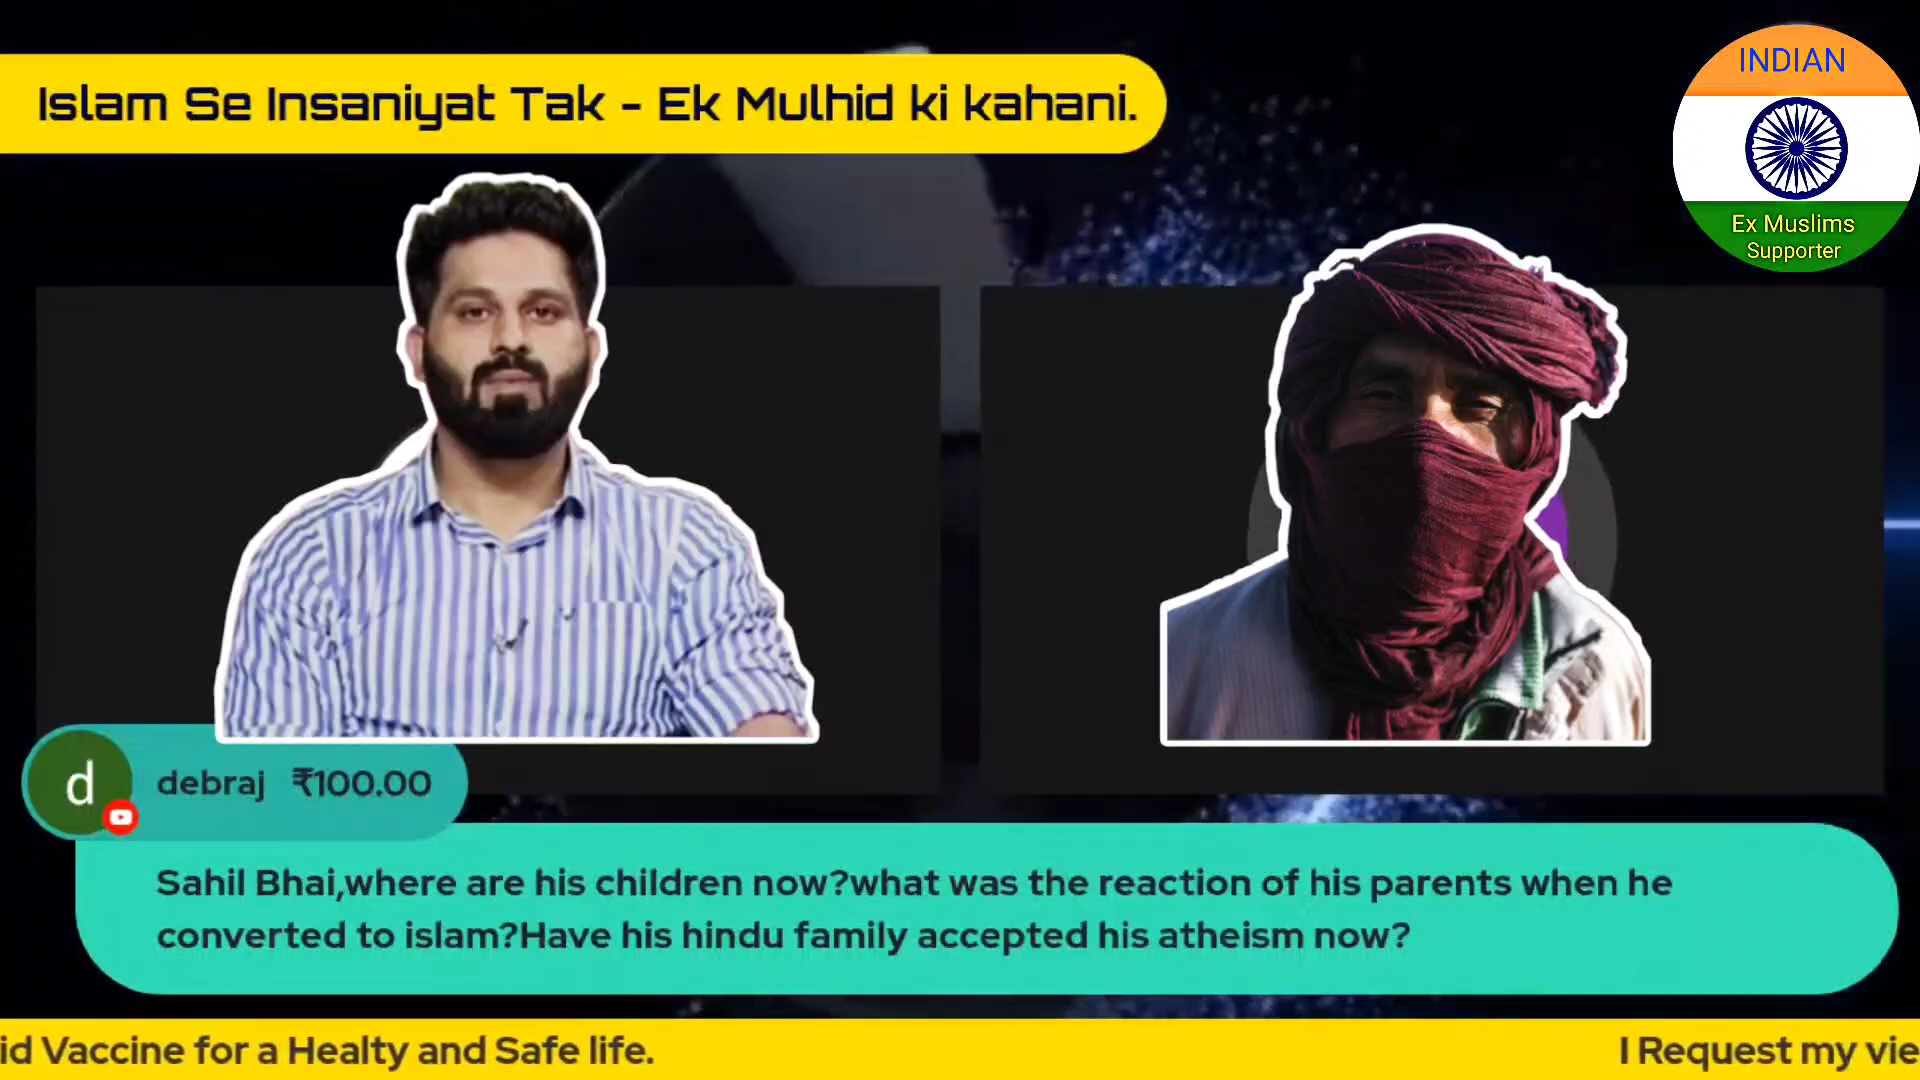 Islam Se Insaniyat Tak - Ek Mulhid ki kahani.
INDIAN
Ex Muslims
Supporter
d
debraj ₹100.00
Sahil Bhai,where are his children now?what was the reaction of his parents when he
converted to islam?Have his hindu family accepted his atheism now?
id Vaccine for a Healty and Safe life.
I Request my vie